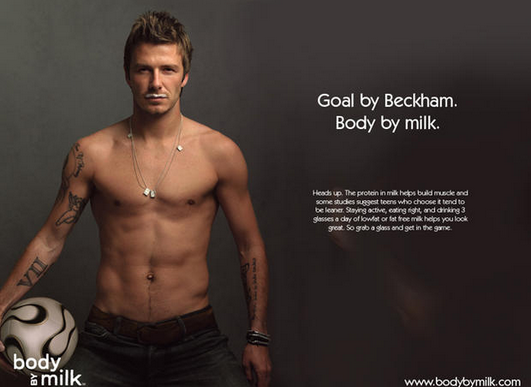 Goal by Beckham.
Body by milk.
Heads up. The protein in milk helps build muscle and
some studies suggest teens who choose it tend to
be leaner. Staying active, eating right, and drinking 3
glasses a day of lowfat or fat free milk helps you look
great. So grab a glass and get in the game.
VIII
body
BY milk
www.bodybymilk.com